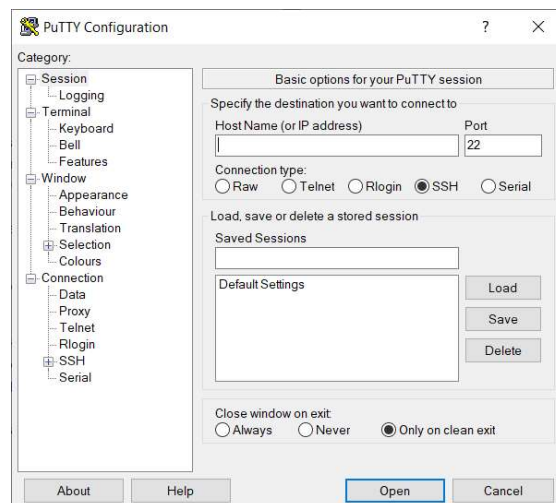 PuTTY Configuration ? ×
Category:
Session
Logging
Terminal
Keyboard
Bell
Features
Window
Appearance
Behaviour
Translation
Selection
Colours
Connection
Data
Proxy
Telnet
Rlogin
SSH
Serial
Basic options for your PuTTY session
Specify the destination you want to connect to
Host Name (or IP address) Port
22
Connection type:
Raw Telnet Rlogin SSH Serial
Load, save or delete a stored session
Saved Sessions
Default Settings
Load
Save
Delete
Close window on exit:
Always Never Only on clean exit
About Help Open Cancel